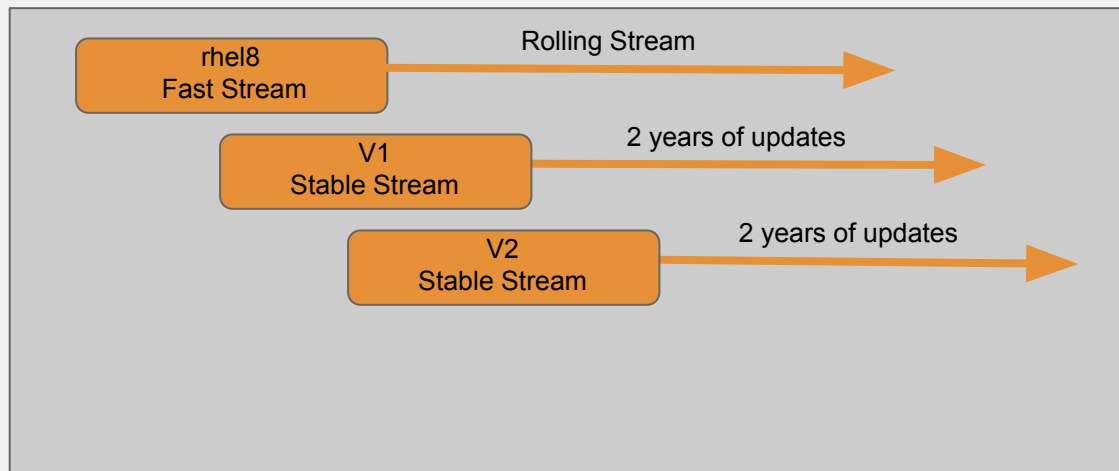 rhel8
Fast Stream
Rolling Stream
V1
Stable Stream
2 years of updates
V2
Stable Stream
2 years of updates